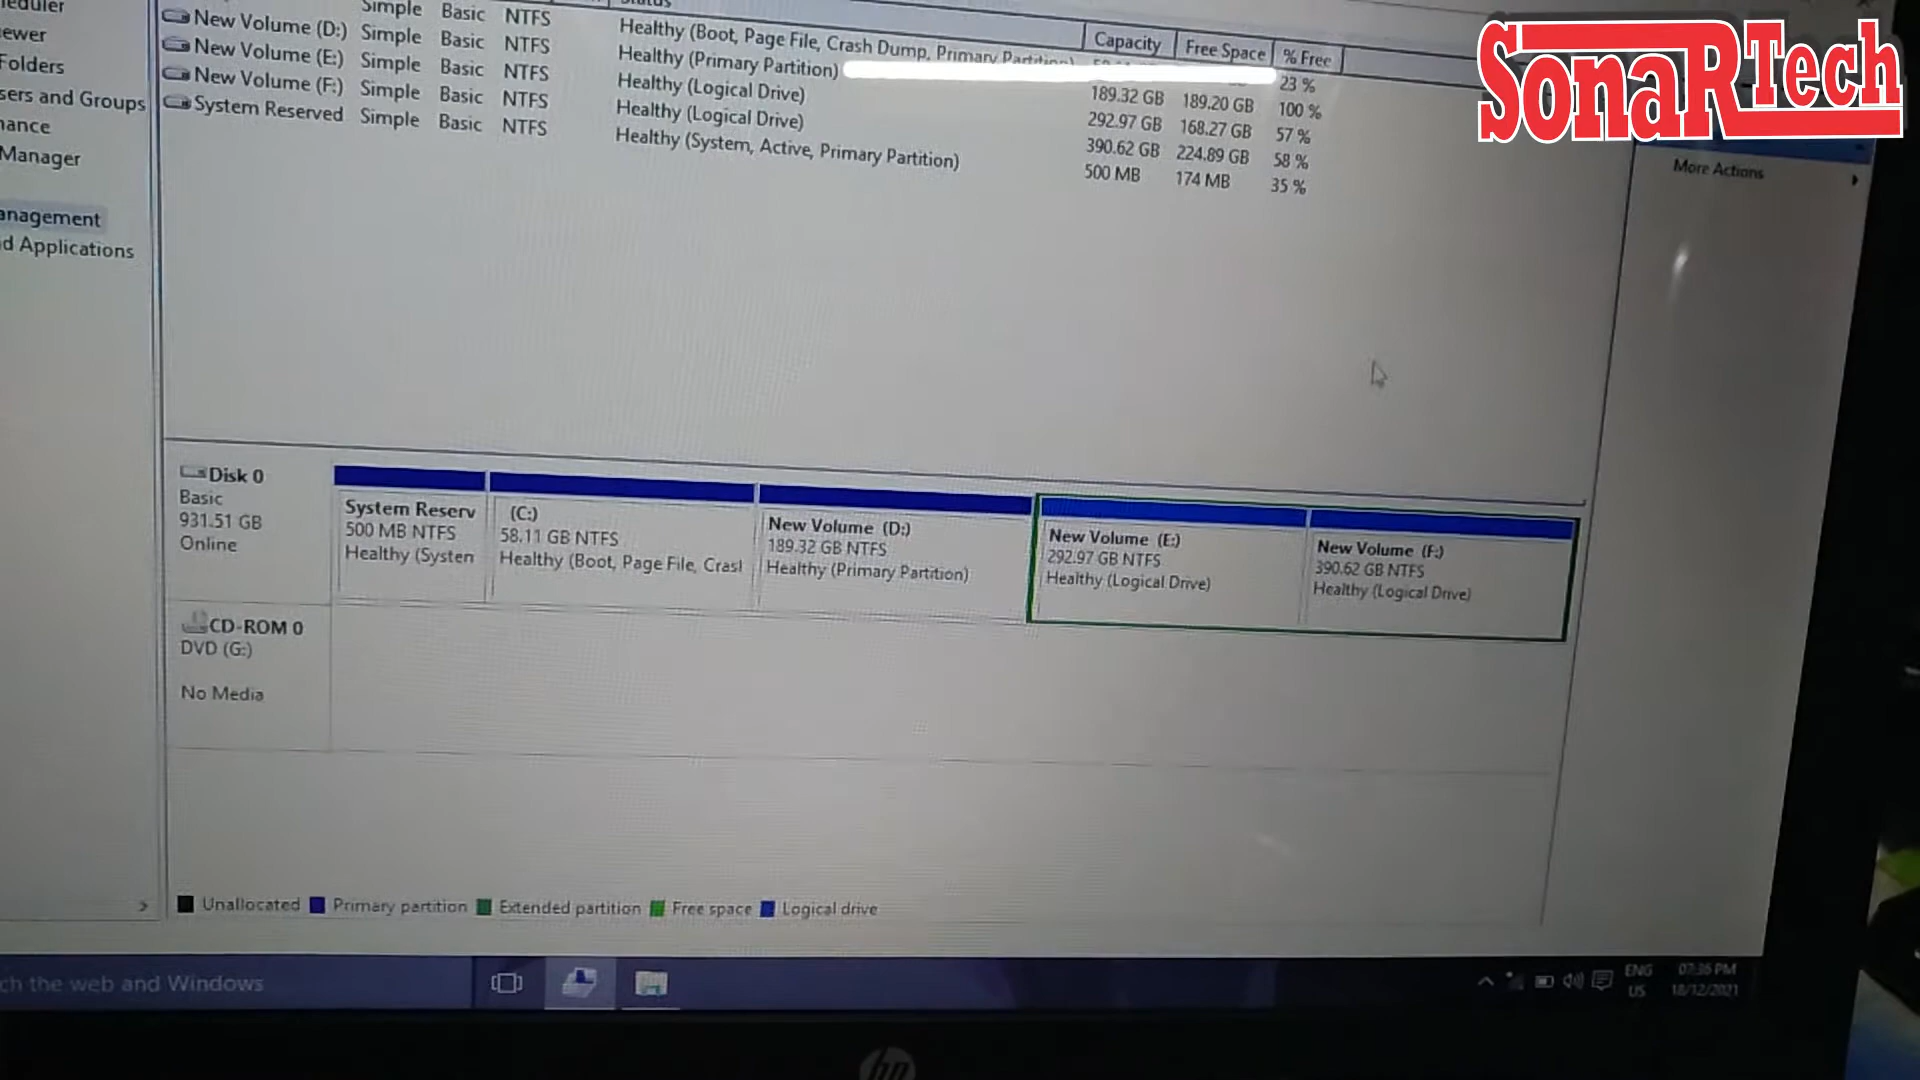 SonaRTech
Capacity Free Space % Free
Simple Basic NTFS Healthy (Boot, Page File, Crash Dump, Primary Partition) 23 %
New Volume (D:) Simple Basic NTFS Healthy (Primary Partition) 189.32 GB 189.20 GB 100 %
New Volume (E:) Simple Basic NTFS Healthy (Logical Drive) 292.97 GB 168.27 GB 57 %
New Volume (F:) Simple Basic NTFS Healthy (Logical Drive) 390.62 GB 224.89 GB 58 %
System Reserved Simple Basic NTFS Healthy (System, Active, Primary Partition) 500 MB 174 MB 35 %
eduler
ewer
Folders
sers and Groups
nance
Manager
anagement
d Applications
More Actions
Disk 0
Basic
931.51 GB
Online
System Reserv
500 MB NTFS
Healthy (Systen
(C:)
58.11 GB NTFS
Healthy (Boot, Page File, Crasl
New Volume (D:)
189.32 GB NTFS
Healthy (Primary Partition)
New Volume (E:)
292.97 GB NTFS
Healthy (Logical Drive)
New Volume (F:)
390.62 GB NTFS
Healthy (Logical Drive)
CD-ROM 0
DVD (G:)
No Media
Unallocated Primary partition Extended partition Free space Logical drive
ch the web and Windows
ENG
US
07:36 PM
18/12/2021
hp